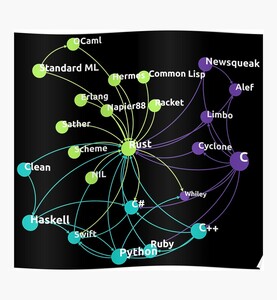 OCaml
Standard ML
Newsqueak
Hermes
Common Lisp
Alef
Erlang
Napier88
Racket
Limbo
Sather
Rust
Scheme
Cyclone
C
Clean
NIL
Whiley
C#
Haskell
Swift
C++
Ruby
Python